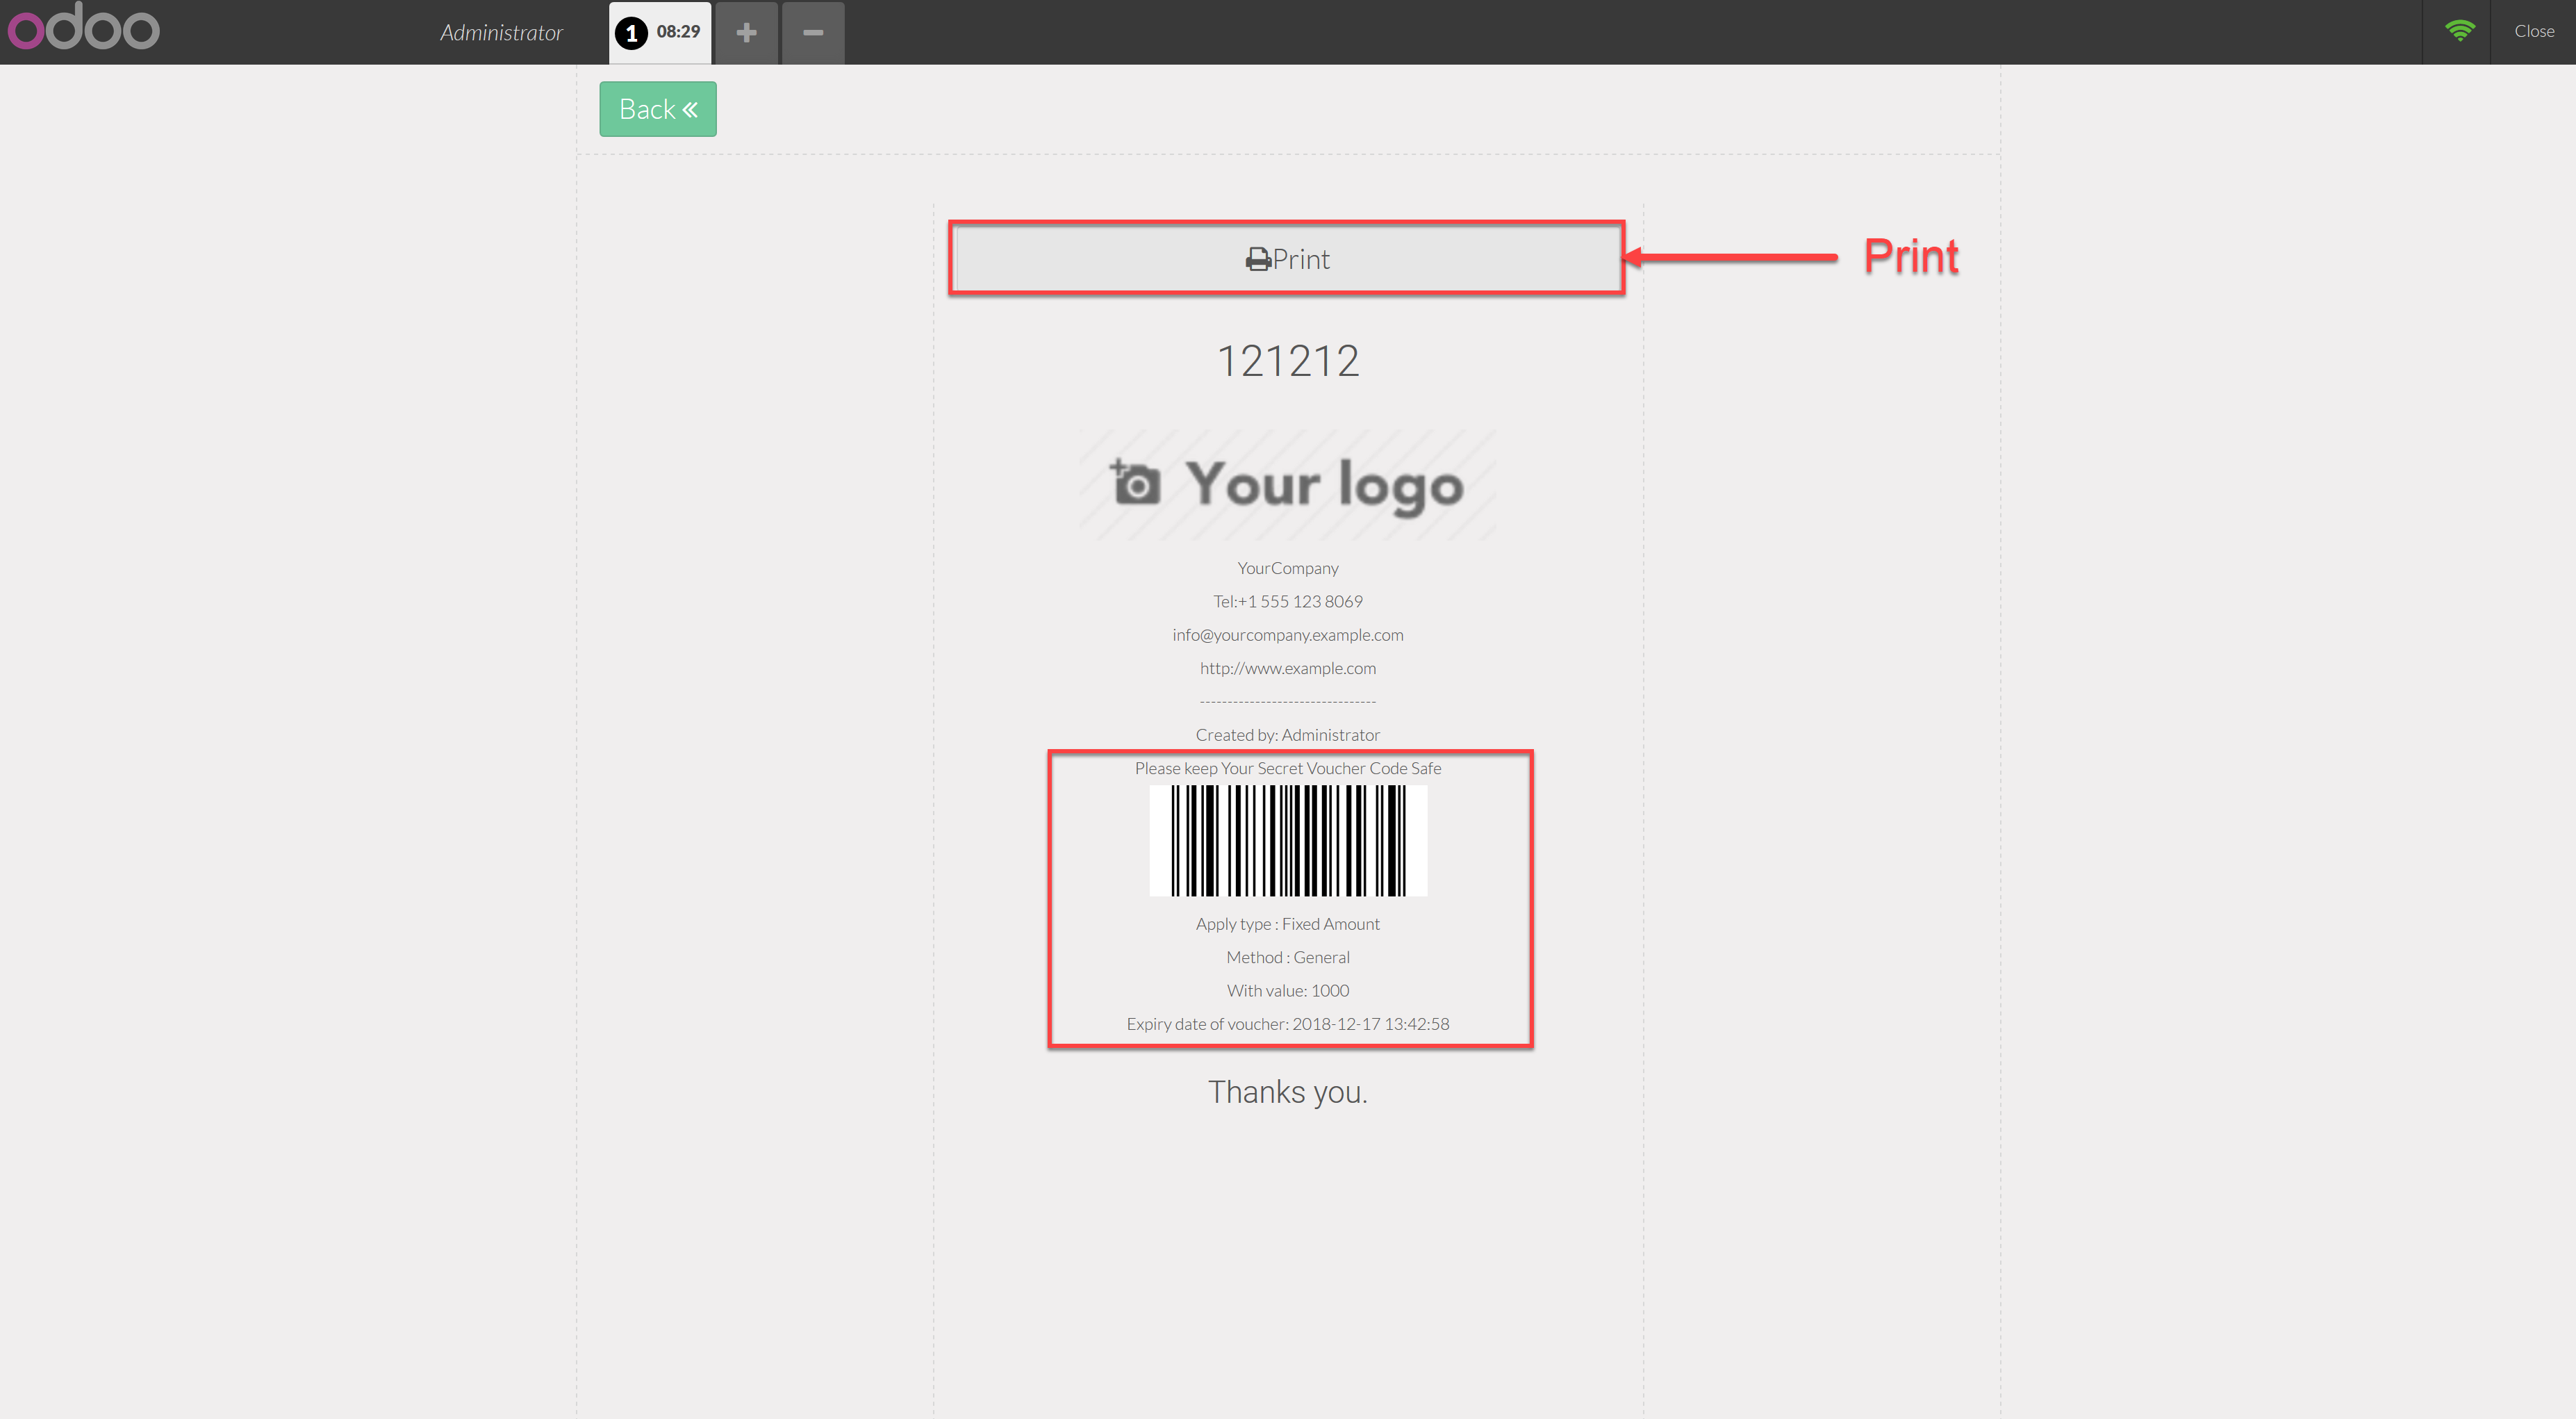 odoo
Administrator
1 08:29
Close
Back
Print
Print
121212
Your logo
YourCompany
Tel:+1 555 123 8069
info@yourcompany.example.com
http://www.example.com
--------------------------------
Created by: Administrator
Please keep Your Secret Voucher Code Safe
Apply type : Fixed Amount
Method : General
With value: 1000
Expiry date of voucher: 2018-12-17 13:42:58
Thanks you.